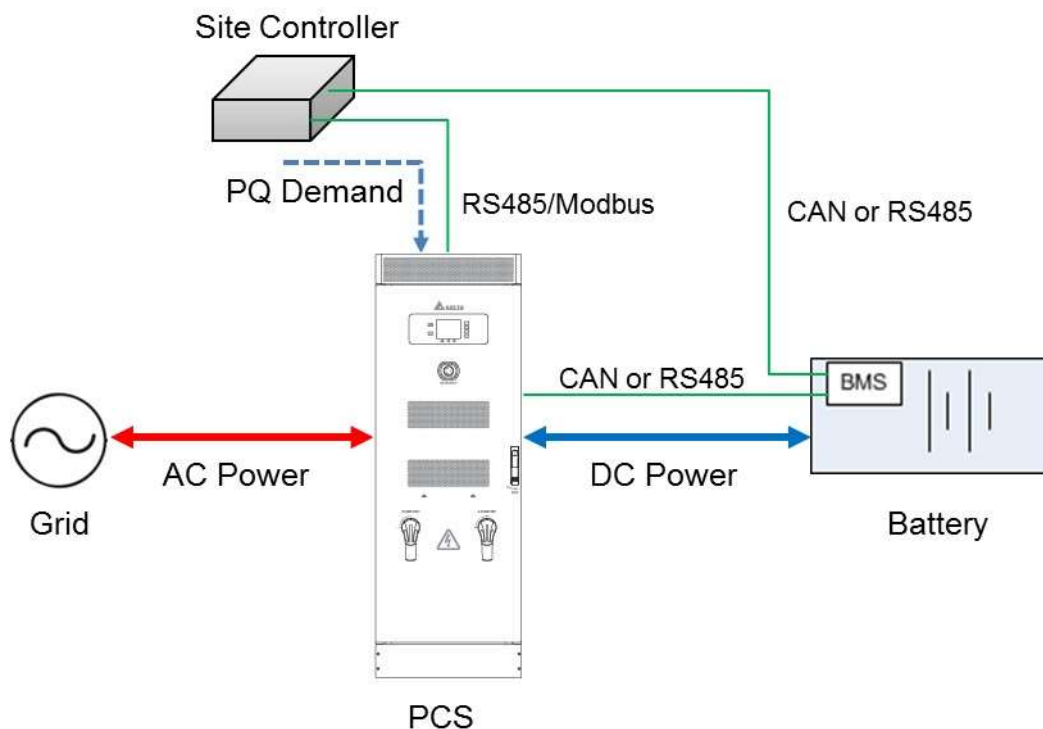 Site Controller
PQ Demand
RS485/Modbus
CAN or RS485
DELTA
CAN or RS485
BMS
AC Power
DC Power
Grid
Battery
PCS